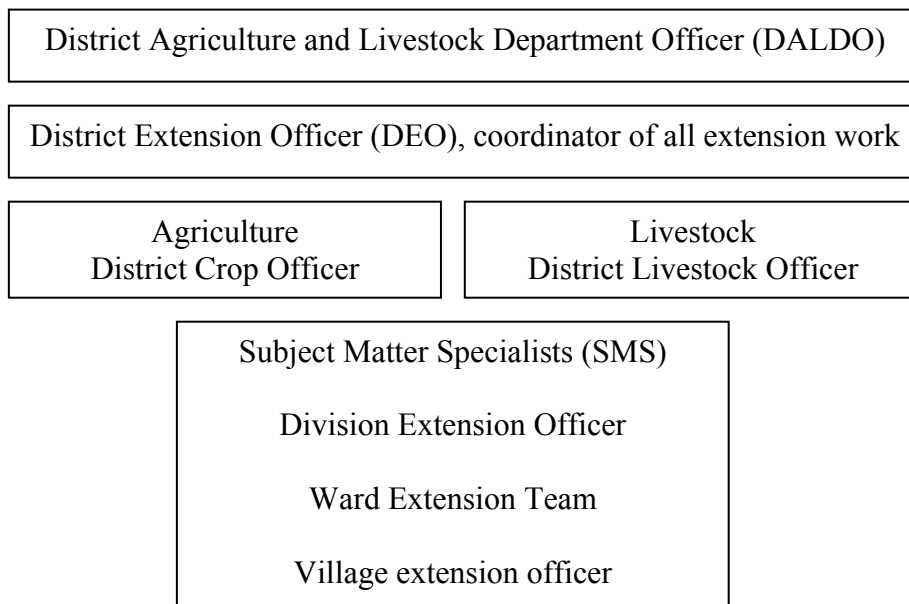 District Agriculture and Livestock Department Officer (DALDO)
District Extension Officer (DEO), coordinator of all extension work
Agriculture
District Crop Officer
Livestock
District Livestock Officer
Subject Matter Specialists (SMS)
Division Extension Officer
Ward Extension Team
Village extension officer